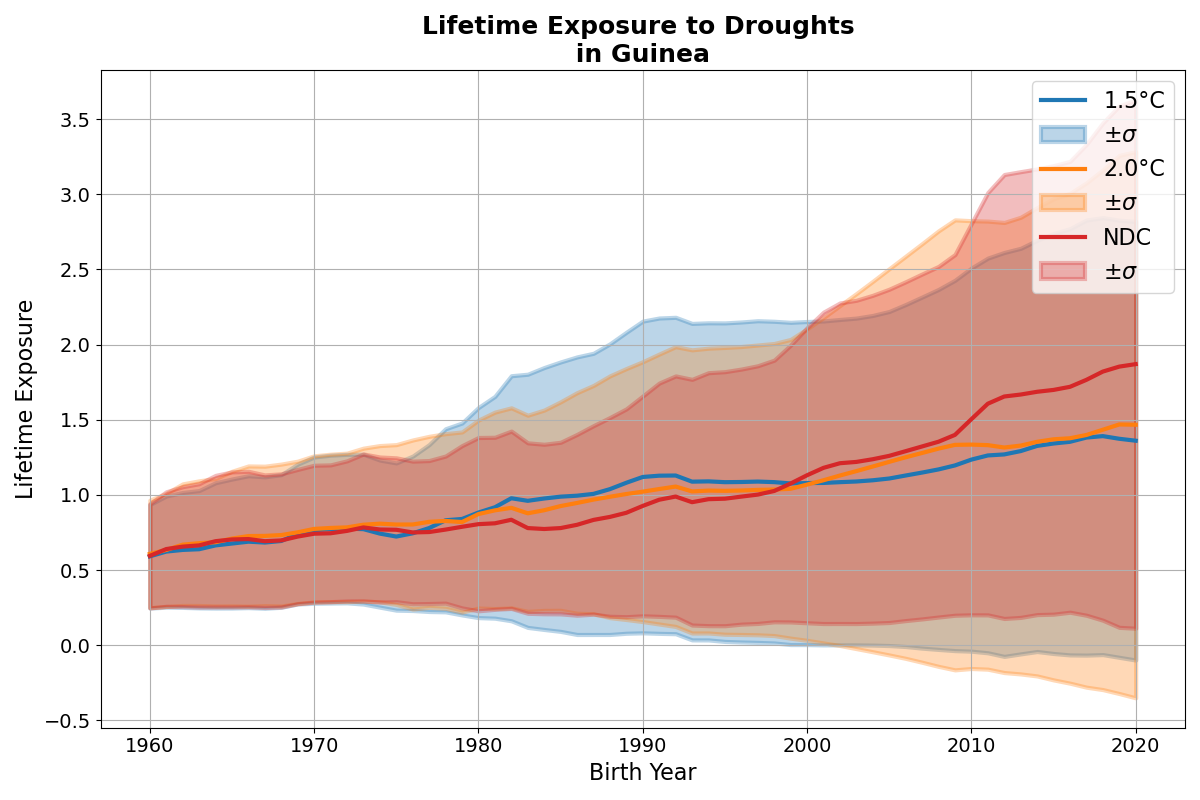 Lifetime Exposure to Droughts
in Guinea
Lifetime Exposure
3.5
3.0
2.5
2.0
1.5
1.0
0.5
0.0
−0.5
1.5°C
±σ
2.0°C
±σ
NDC
±σ
1960
1970
1980
1990
2000
2010
2020
Birth Year